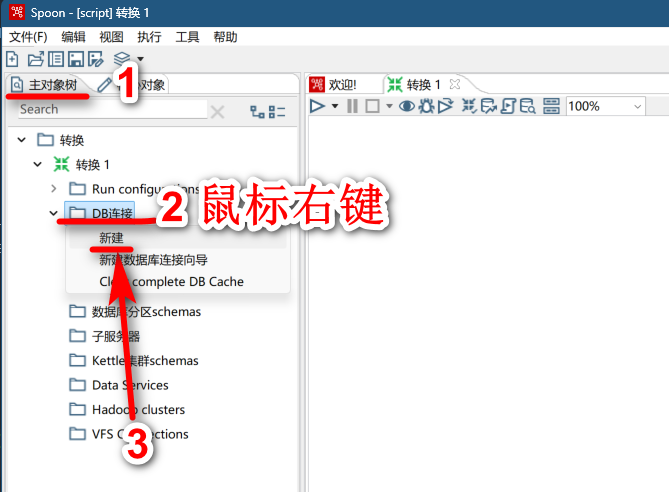 Spoon - [script] 转换 1
文件(F) 编辑 视图 执行 工具 帮助
主对象树 对象
1
欢迎! 转换 1
Search
100%
转换
转换 1
Run configurations
DB连接
2 鼠标右键
新建
新建数据库连接向导
complete DB Cache
数据库分区schemas
子服务器
Kettle集群schemas
Data Services
Hadoop clusters
VFS
3